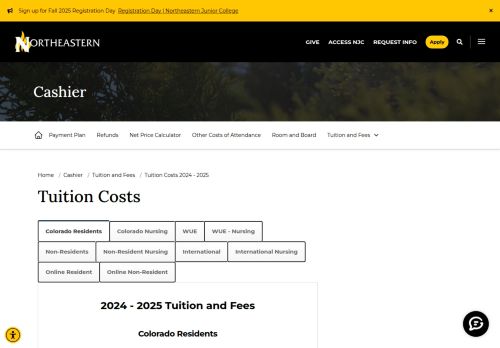 Sign up for Fall 2025 Registration Day Registration Day | Northeastern Junior College ×
NORTHEASTERN GIVE ACCESS NJC REQUEST INFO Apply
Cashier
Payment Plan Refunds Net Price Calculator Other Costs of Attendance Room and Board Tuition and Fees
Home / Cashier / Tuition and Fees / Tuition Costs 2024 - 2025
Tuition Costs
Colorado Residents Colorado Nursing WUE WUE - Nursing
Non-Residents Non-Resident Nursing International International Nursing
Online Resident Online Non-Resident
2024 - 2025 Tuition and Fees
Colorado Residents